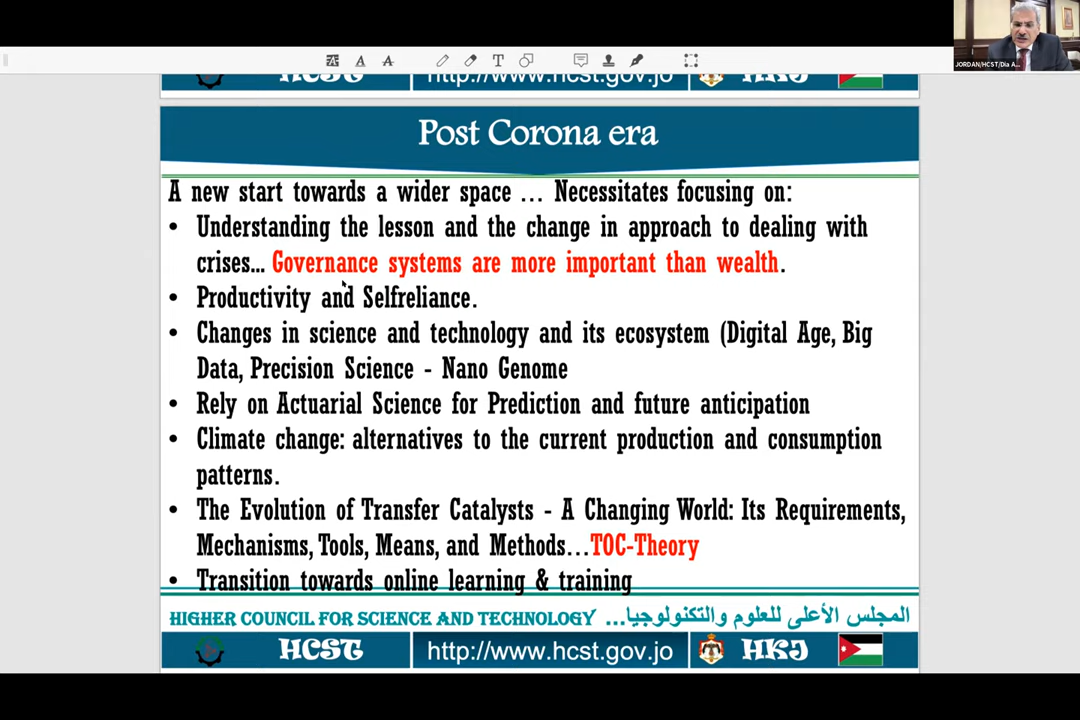 JORDAN/HCST/Dia A...
HCST http://www.hcst.gov.jo HKJ
Post Corona era
A new start towards a wider space ... Necessitates focusing on:
• Understanding the lesson and the change in approach to dealing with
crises... Governance systems are more important than wealth.
• Productivity and Selfreliance.
• Changes in science and technology and its ecosystem (Digital Age, Big
Data, Precision Science - Nano Genome
• Rely on Actuarial Science for Prediction and future anticipation
• Climate change: alternatives to the current production and consumption
patterns.
• The Evolution of Transfer Catalysts - A Changing World: Its Requirements,
Mechanisms, Tools, Means, and Methods...TOC-Theory
• Transition towards online learning & training
HIGHER COUNCIL FOR SCIENCE AND TECHNOLOGY المجلس الأعلى للعلوم والتكنولوجيا...
HCST http://www.hcst.gov.jo HKJ